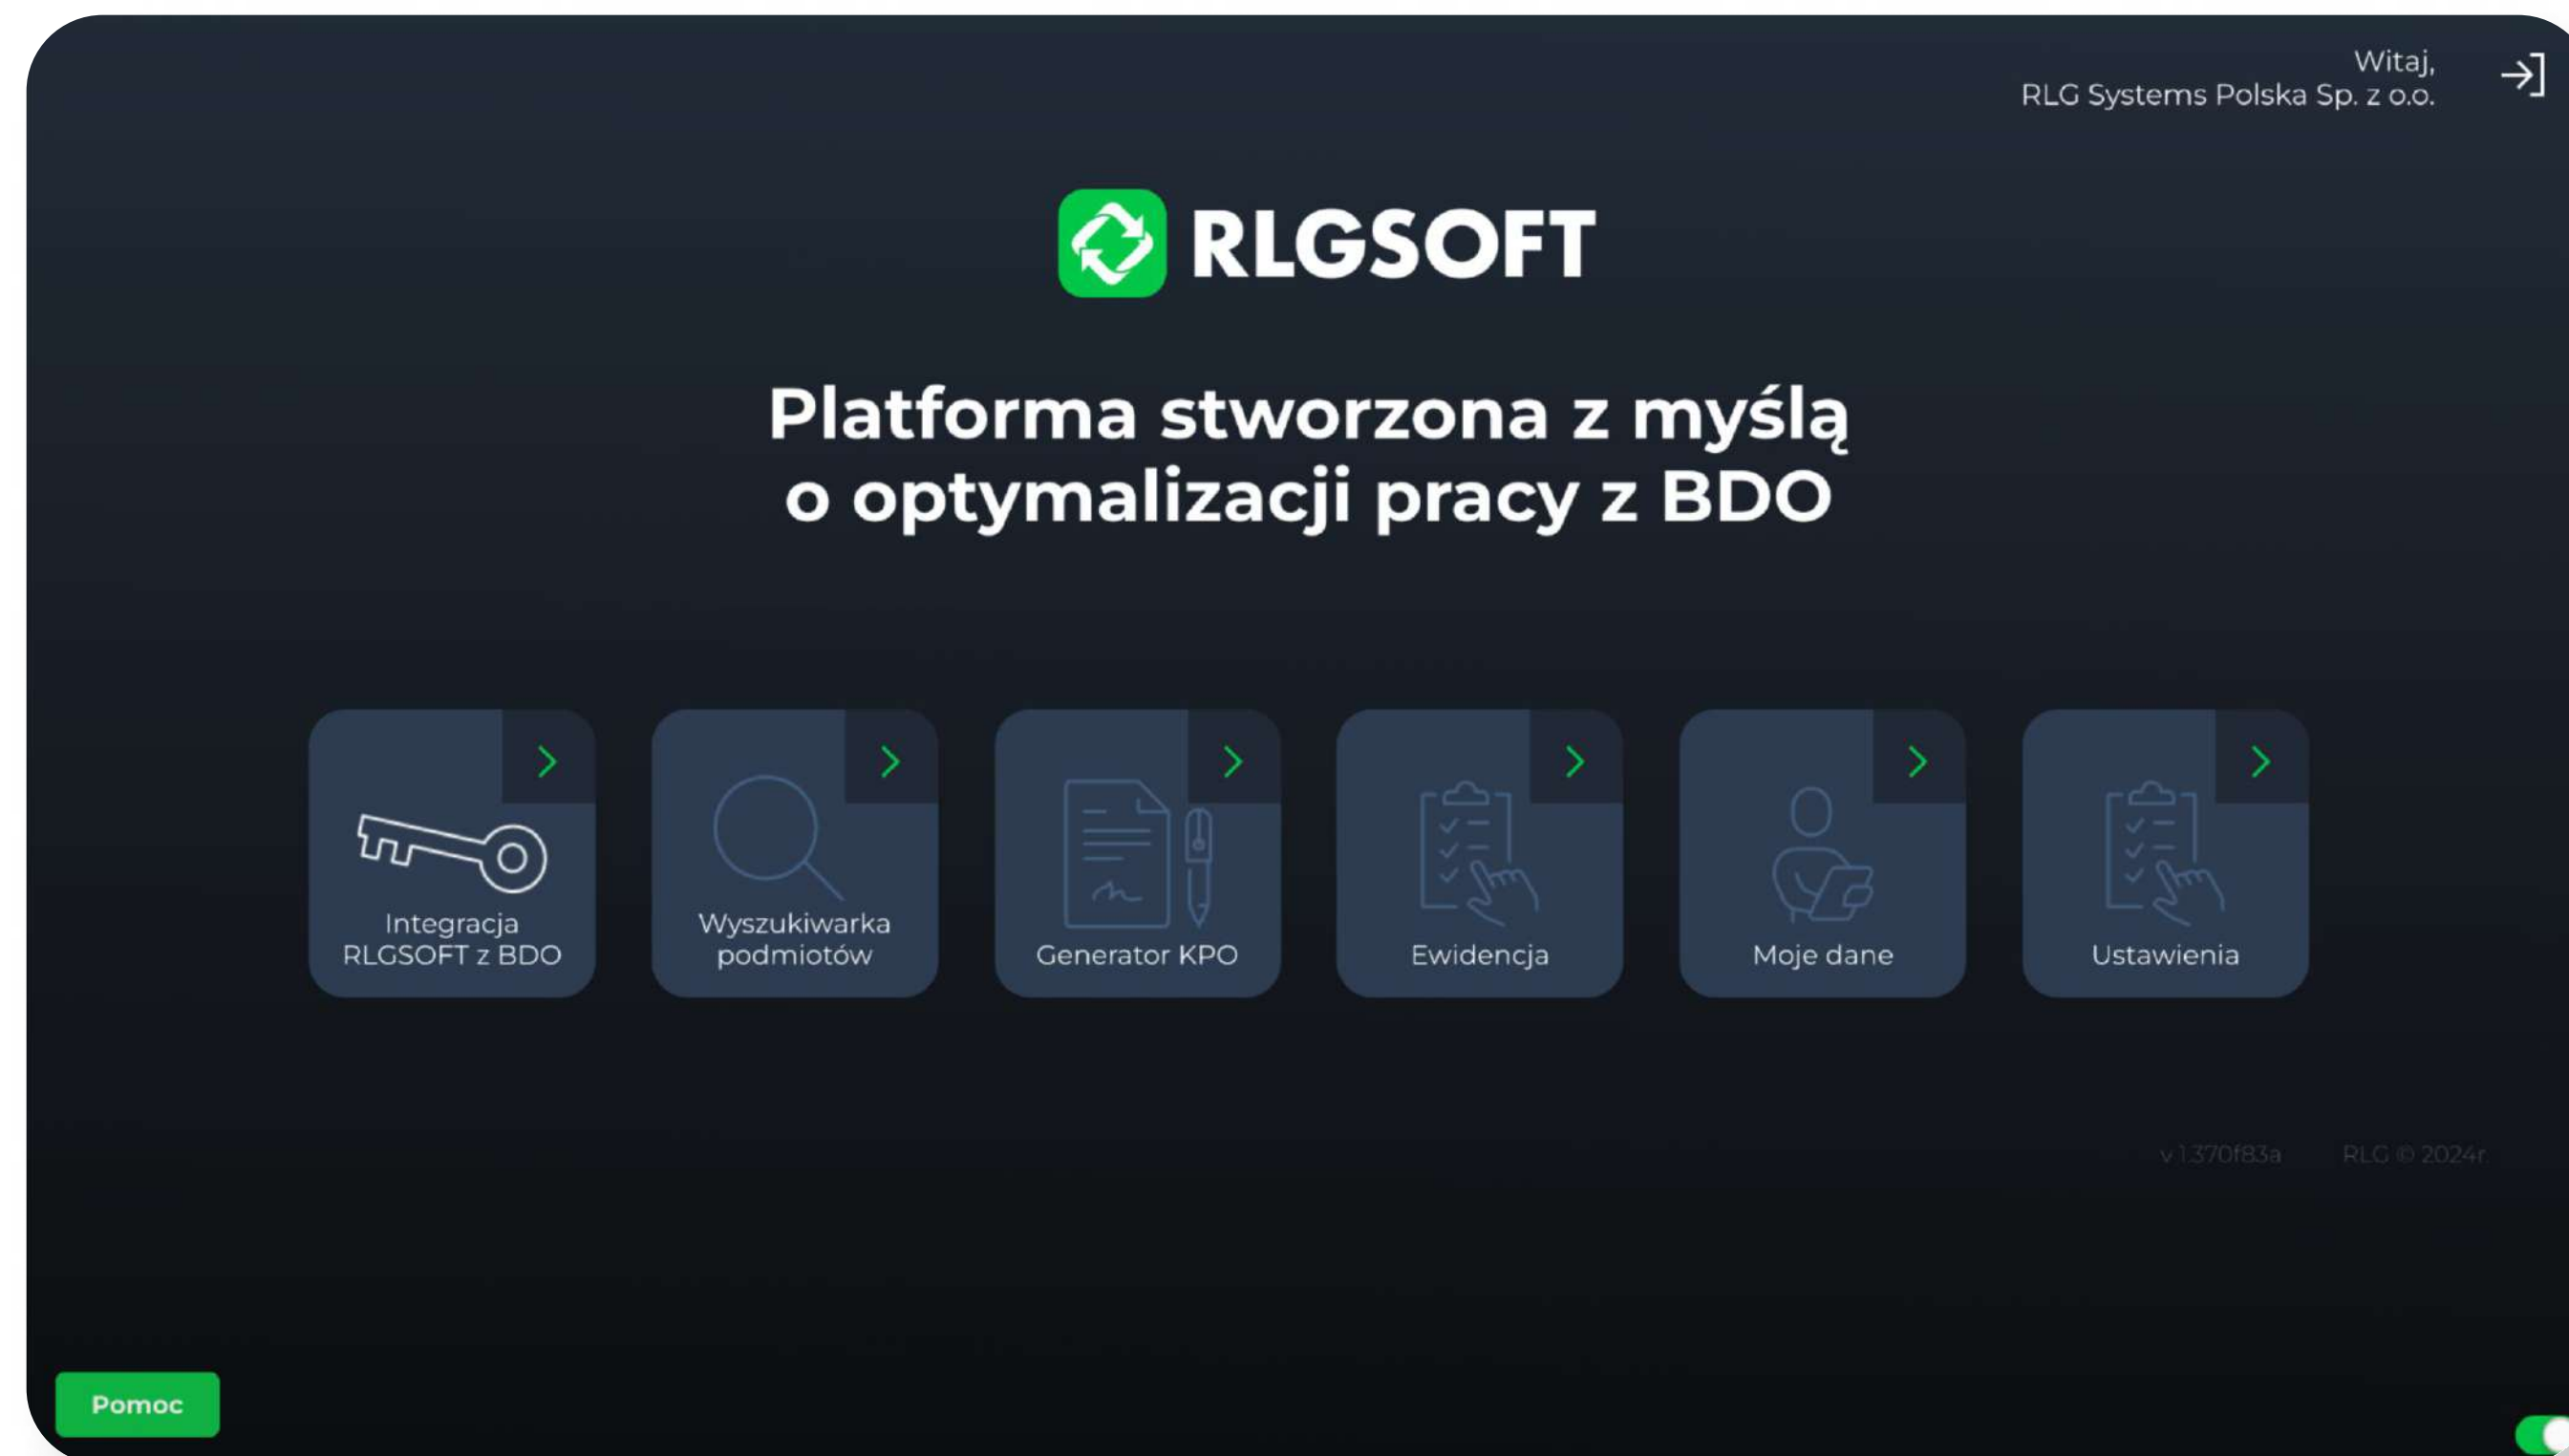 Witaj,
RLG Systems Polska Sp. z o.o.
RLGSOFT
Platforma stworzona z myślą
o optymalizacji pracy z BDO
Integracja
RLGSOFT z BDO
Wyszukiwarka
podmiotów
Generator KPO
Ewidencja
Moje dane
Ustawienia
v 1.370f83a
RLG © 2024r.
Pomoc